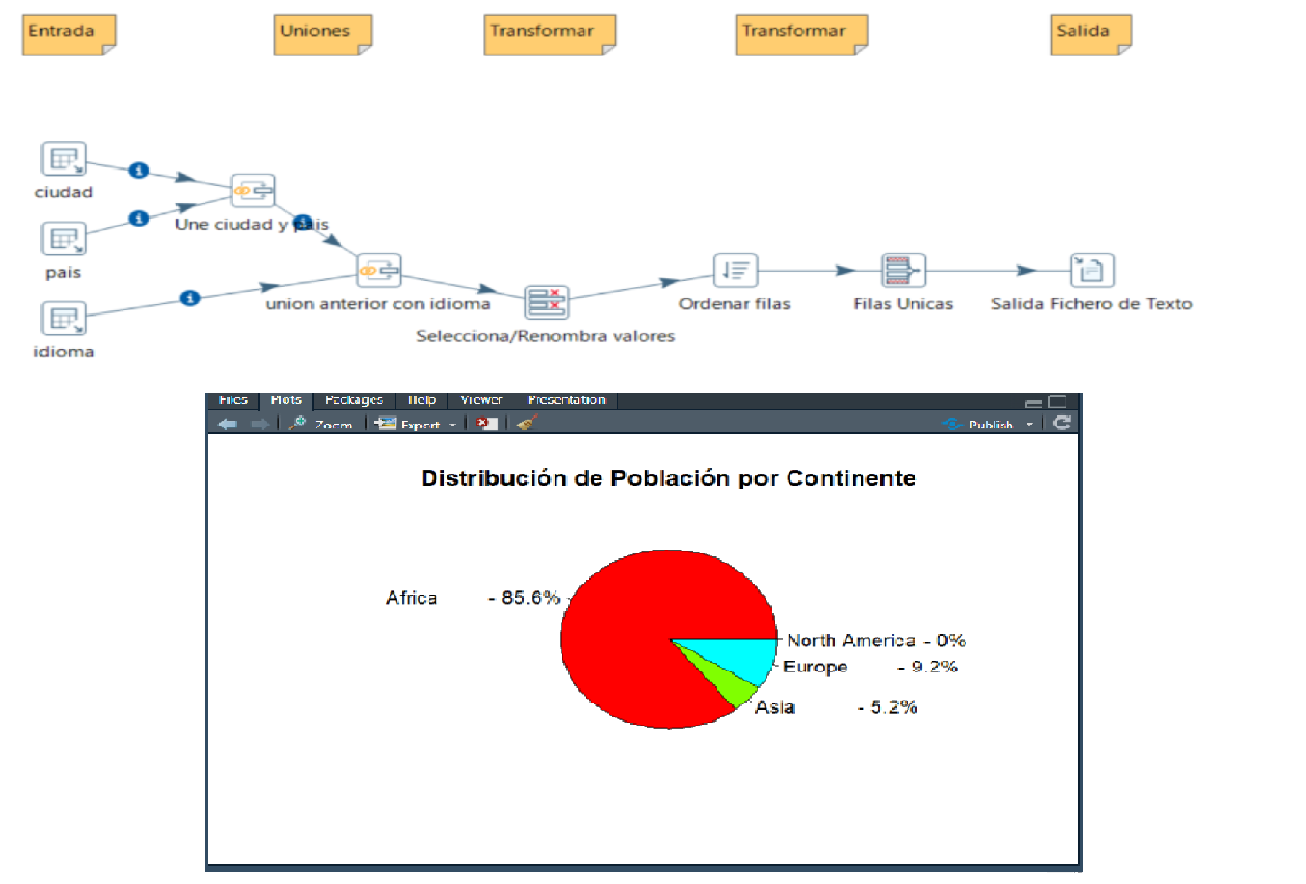 Entrada
Uniones
Transformar
Transformar
Salida
ciudad
Une ciudad y pais
pais
union anterior con idioma
Ordenar filas
Filas Unicas
Salida Fichero de Texto
Selecciona/Renombra valores
idioma
Files Plots Packages Help Viewer Presentation
Zoom Export Publish
Distribución de Población por Continente
Africa - 85.6%
North America - 0%
Europe - 9.2%
Asia - 5.2%